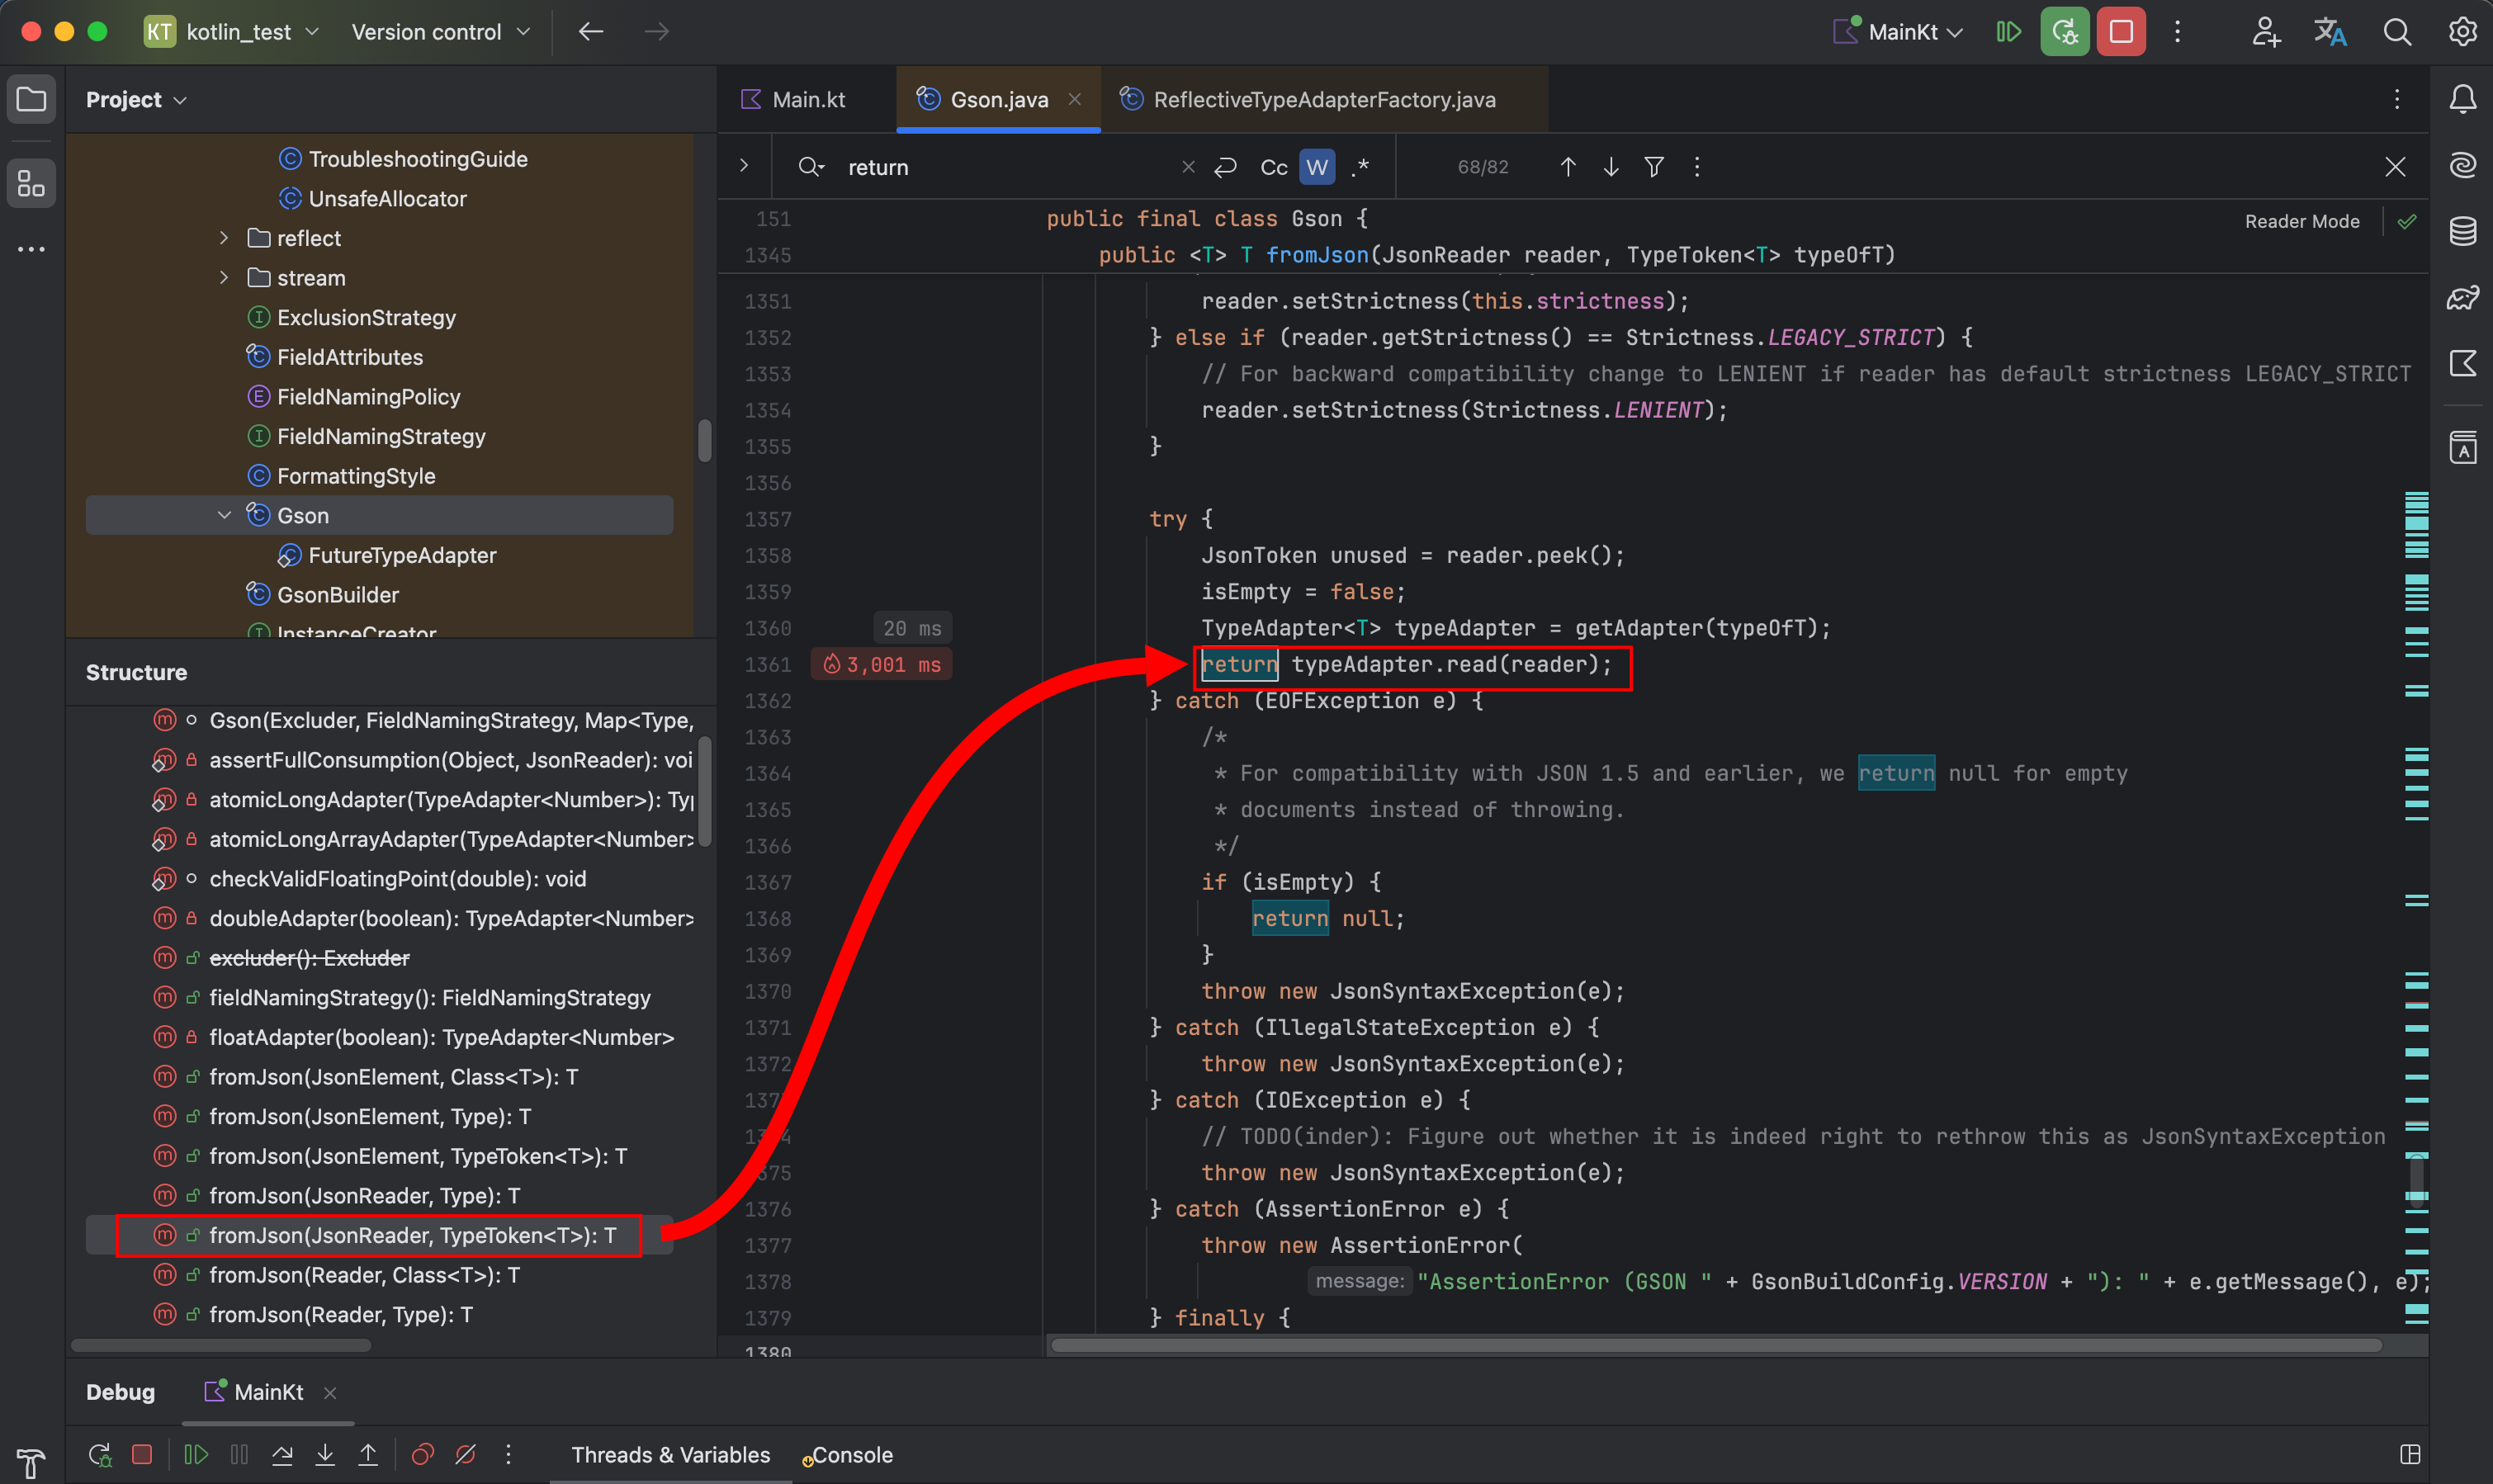 KT kotlin_test Version control MainKt
Project
TroubleshootingGuide
UnsafeAllocator
reflect
stream
ExclusionStrategy
FieldAttributes
FieldNamingPolicy
FieldNamingStrategy
FormattingStyle
Gson
FutureTypeAdapter
GsonBuilder
InstanceCreator
Structure
Gson(Excluder, FieldNamingStrategy, Map<Type,
assertFullConsumption(Object, JsonReader): voi
atomicLongAdapter(TypeAdapter<Number>): Typ
atomicLongArrayAdapter(TypeAdapter<Number>
checkValidFloatingPoint(double): void
doubleAdapter(boolean): TypeAdapter<Number>
excluder(): Excluder
fieldNamingStrategy(): FieldNamingStrategy
floatAdapter(boolean): TypeAdapter<Number>
fromJson(JsonElement, Class<T>): T
fromJson(JsonElement, Type): T
fromJson(JsonElement, TypeToken<T>): T
fromJson(JsonReader, Type): T
fromJson(JsonReader, TypeToken<T>): T
fromJson(Reader, Class<T>): T
fromJson(Reader, Type): T
Main.kt Gson.java ReflectiveTypeAdapterFactory.java
return Cc W .* 68/82
Reader Mode
151 public final class Gson {
1345 public <T> T fromJson(JsonReader reader, TypeToken<T> typeOfT)
1351 reader.setStrictness(this.strictness);
1352 } else if (reader.getStrictness() == Strictness.LEGACY_STRICT) {
1353 // For backward compatibility change to LENIENT if reader has default strictness LEGACY_STRICT
1354 reader.setStrictness(Strictness.LENIENT);
1355 }
1356
1357 try {
1358 JsonToken unused = reader.peek();
1359 isEmpty = false;
1360 20 ms TypeAdapter<T> typeAdapter = getAdapter(typeOfT);
1361 3,001 ms return typeAdapter.read(reader);
1362 } catch (EOFException e) {
1363 /*
1364 * For compatibility with JSON 1.5 and earlier, we return null for empty
1365 * documents instead of throwing.
1366 */
1367 if (isEmpty) {
1368 return null;
1369 }
1370 throw new JsonSyntaxException(e);
1371 } catch (IllegalStateException e) {
1372 throw new JsonSyntaxException(e);
} catch (IOException e) {
// TODO(inder): Figure out whether it is indeed right to rethrow this as JsonSyntaxException
throw new JsonSyntaxException(e);
1376 } catch (AssertionError e) {
1377 throw new AssertionError(
1378 message: "AssertionError (GSON " + GsonBuildConfig.VERSION + "): " + e.getMessage(), e);
1379 } finally {
1380
Debug MainKt
Threads & Variables Console